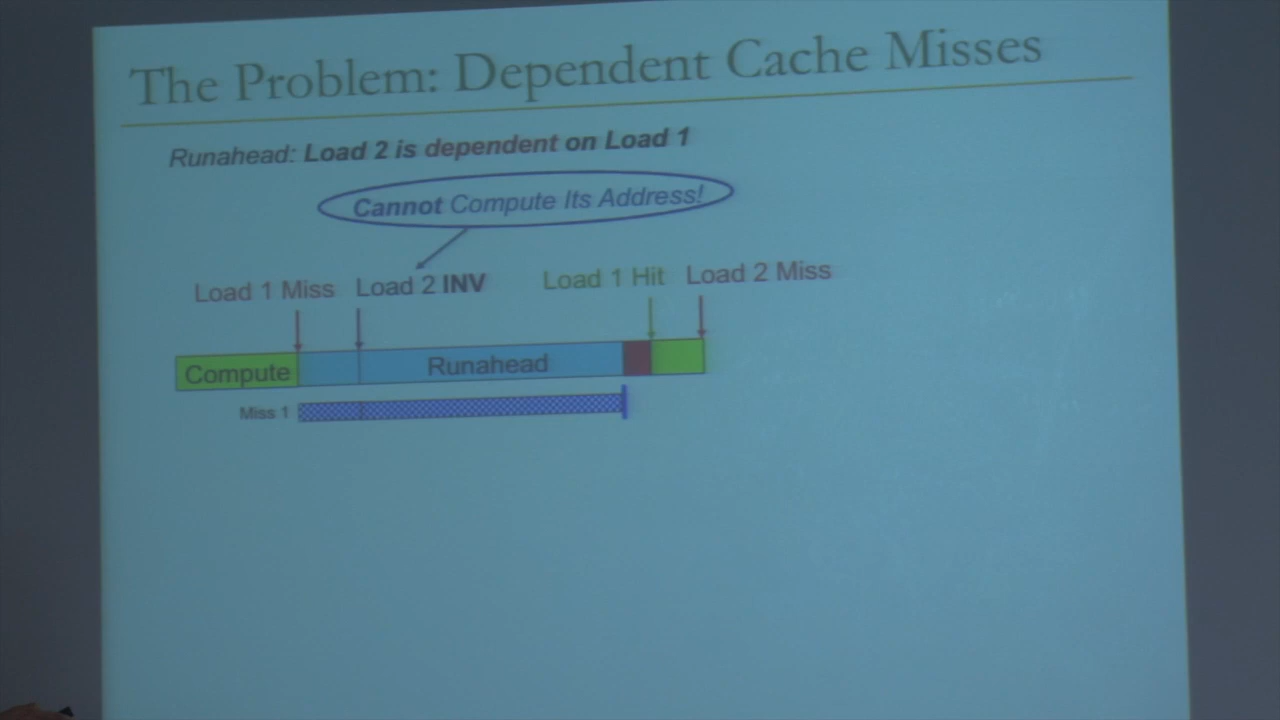 The Problem: Dependent Cache Misses
Runahead: Load 2 is dependent on Load 1
Cannot Compute Its Address!
Load 1 Miss Load 2 INV Load 1 Hit Load 2 Miss
Compute Runahead
Miss 1